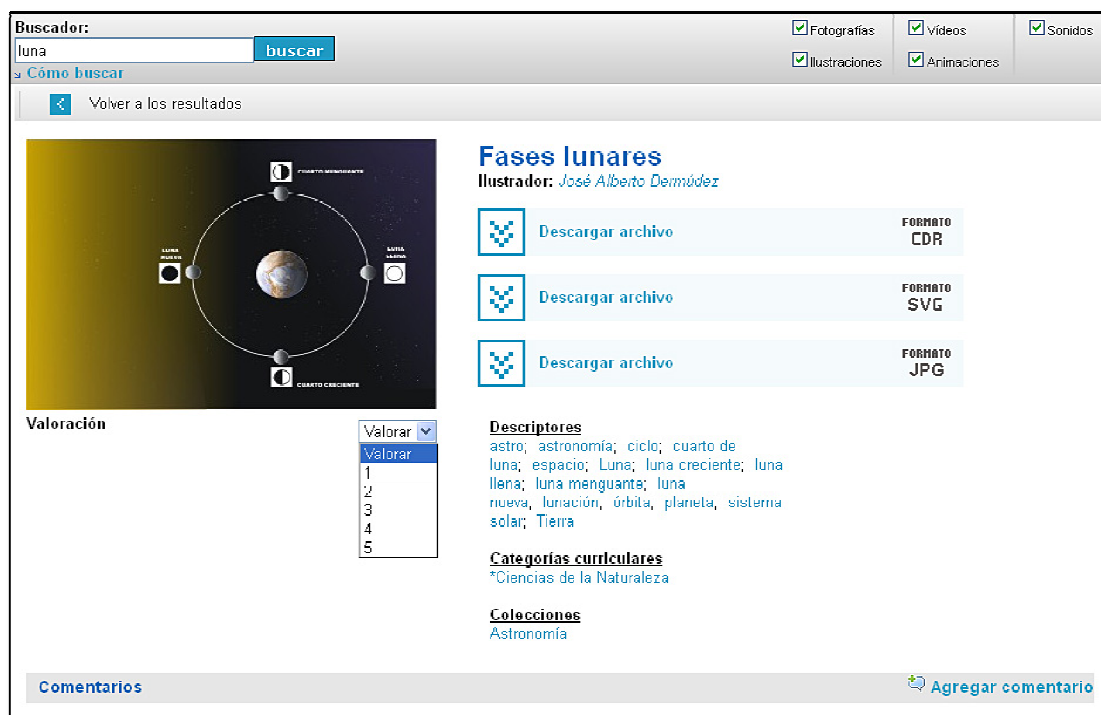 Buscador:
luna
buscar
Cómo buscar
Fotografías
Vídeos
Sonidos
Ilustraciones
Animaciones
Volver a los resultados
CUARTO MENGUANTE
LUNA
NUEVA
LUNA
LLENA
CUARTO CRECIENTE
Fases lunares
Ilustrador: José Alberto Dermúdez
Descargar archivo
FORMATO
CDR
Descargar archivo
FORMATO
SVG
Descargar archivo
FORMATO
JPG
Valoración
Valorar
Valorar
1
2
3
4
5
Descriptores
astro; astronomía; ciclo; cuarto de
luna; espacio; Luna; luna creciente; luna
llena; luna menguante; luna
nueva, lunación, órbita, planeta, sistema
solar; Tierra
Categorías curriculares
*Ciencias de la Naturaleza
Colecciones
Astronomía
Comentarios
Agregar comentario